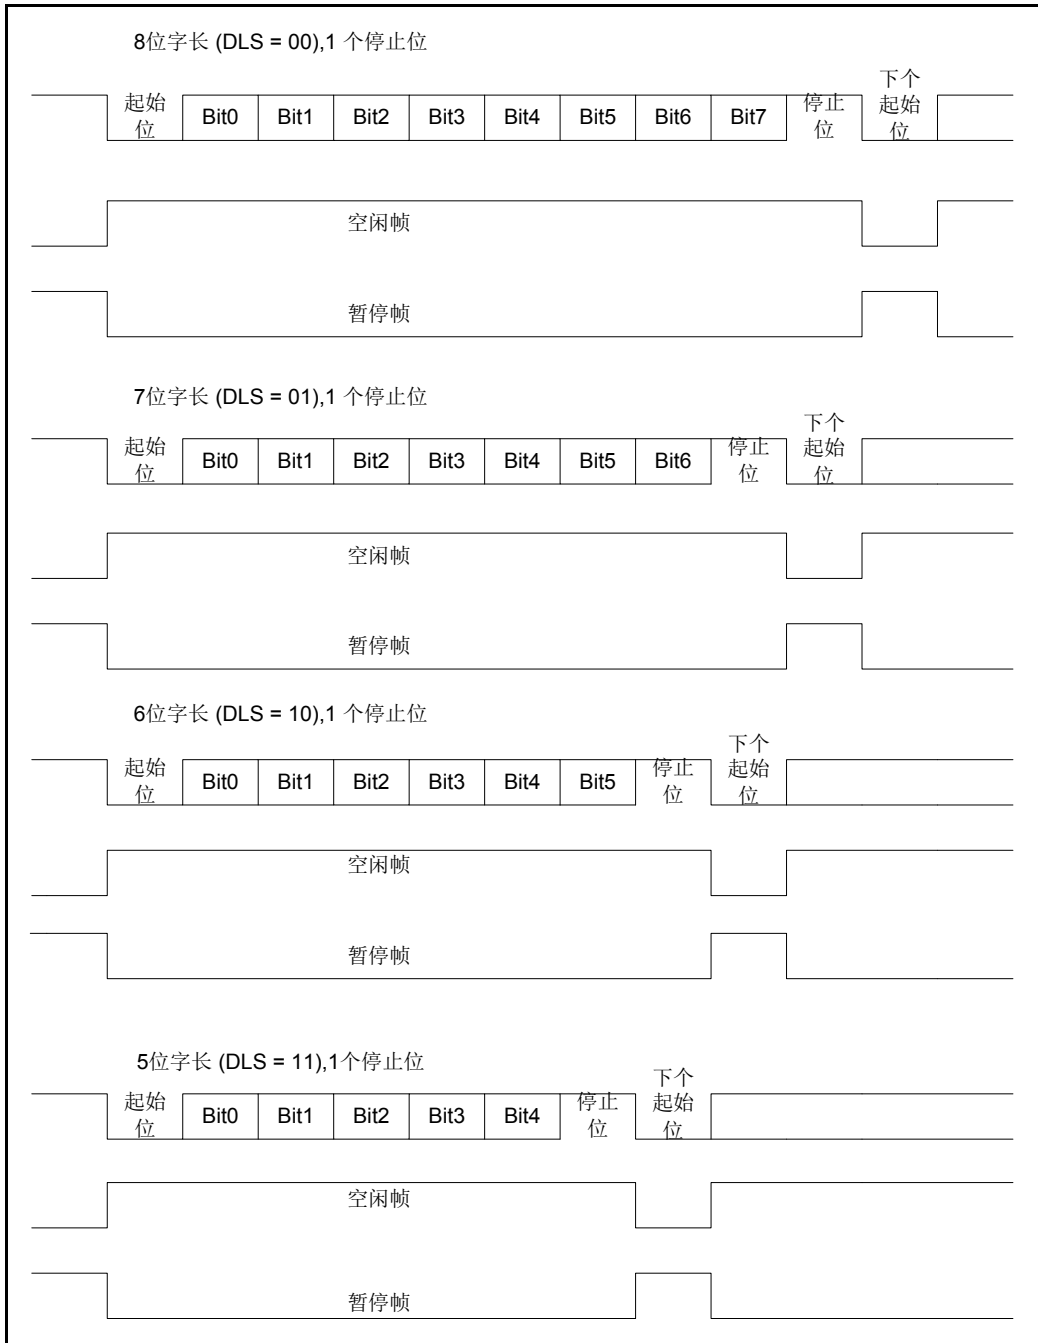 8位字长 (DLS = 00),1 个停止位
起始位 Bit0 Bit1 Bit2 Bit3 Bit4 Bit5 Bit6 Bit7 停止位 下个起始位
空闲帧
暂停帧
7位字长 (DLS = 01),1 个停止位
起始位 Bit0 Bit1 Bit2 Bit3 Bit4 Bit5 Bit6 停止位 下个起始位
空闲帧
暂停帧
6位字长 (DLS = 10),1 个停止位
起始位 Bit0 Bit1 Bit2 Bit3 Bit4 Bit5 停止位 下个起始位
空闲帧
暂停帧
5位字长 (DLS = 11),1个停止位
起始位 Bit0 Bit1 Bit2 Bit3 Bit4 停止位 下个起始位
空闲帧
暂停帧